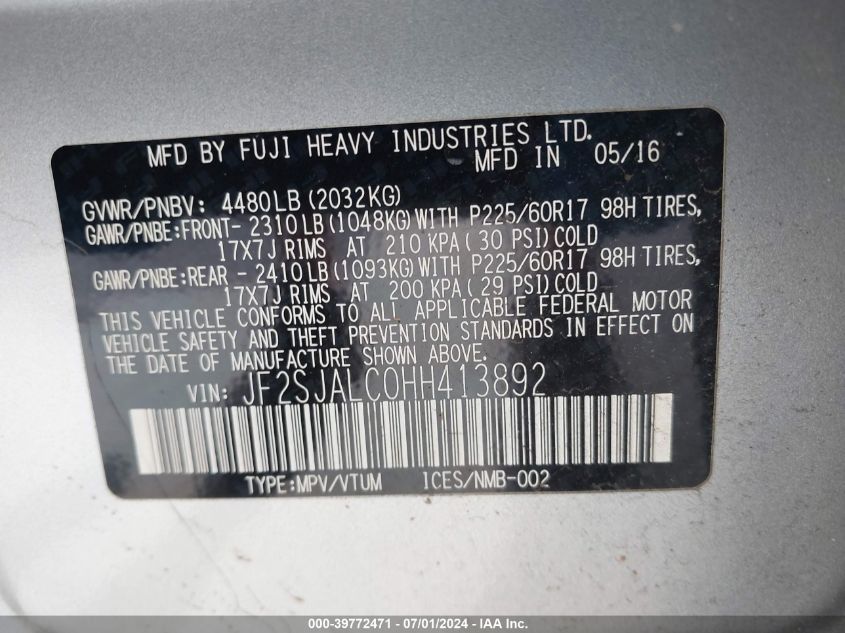 MFD BY FUJI HEAVY INDUSTRIES LTD.
MFD IN 05/16
GVWR/PNBV: 4480LB (2032KG)
GAWR/PNBE:FRONT- 2310LB(1048KG)WITH P225/60R17 98H TIRES,
17X7J RIMS AT 210 KPA(30 PSI)COLD
GAWR/PNBE:REAR - 2410LB(1093KG)WITH P225/60R17 98H TIRES,
17X7J RIMS AT 200 KPA(29 PSI)COLD
THIS VEHICLE CONFORMS TO ALL APPLICABLE FEDERAL MOTOR
VEHICLE SAFETY AND THEFT PREVENTION STANDARDS IN EFFECT ON
THE DATE OF MANUFACTURE SHOWN ABOVE.
VIN: JF2SJALC0HH413892
TYPE:MPV/VTUM ICES/NMB-002
000-39772471 - 07/01/2024 - IAA Inc.